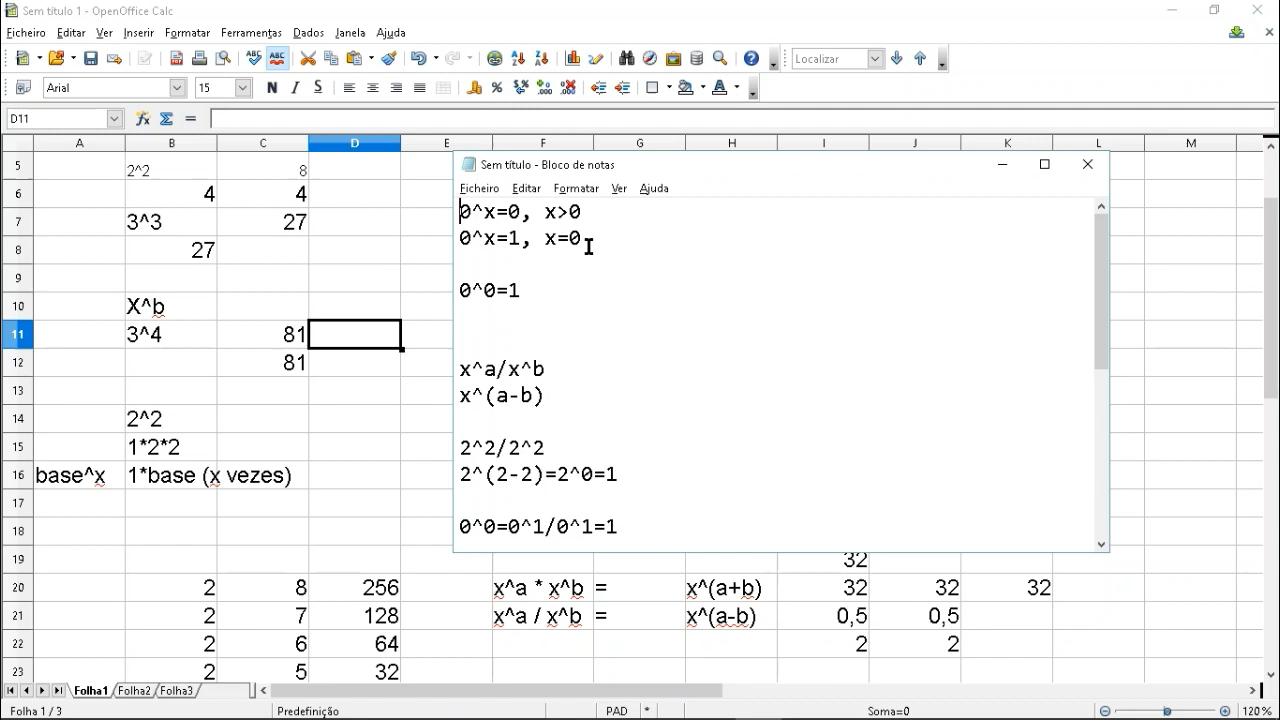 Sem título 1 - OpenOffice Calc
Ficheiro Editar Ver Inserir Formatar Ferramentas Dados Janela Ajuda
Localizar
Arial 15 N I S
D11
A B C D E F G H I J K L M
5 2^2 8
6 4 4
7 3^3 27
8 27
9
10 X^b
11 3^4 81
12 81
13
14 2^2
15 1*2*2
16 base^x 1*base (x vezes)
17
18
19 32
20 2 8 256 x^a * x^b = x^(a+b) 32 32 32
21 2 7 128 x^a / x^b = x^(a-b) 0,5 0,5
22 2 6 64 2 2
23 2 5 32
Sem título - Bloco de notas
Ficheiro Editar Formatar Ver Ajuda
0^x=0, x>0
0^x=1, x=0
0^0=1
x^a/x^b
x^(a-b)
2^2/2^2
2^(2-2)=2^0=1
0^0=0^1/0^1=1
Folha1 Folha2 Folha3
Folha 1 / 3 Predefinição PAD * Soma=0 120%